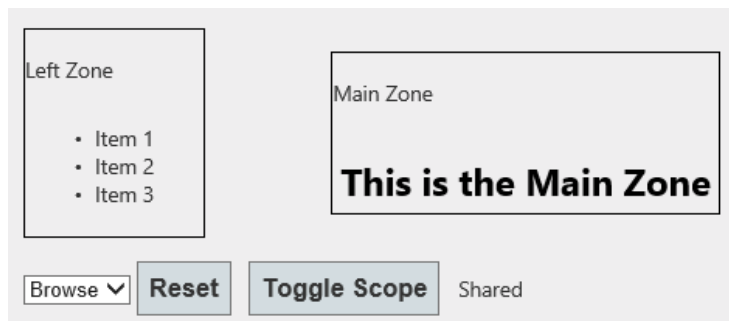 Left Zone
• Item 1
• Item 2
• Item 3
Main Zone
This is the Main Zone
Browse Reset Toggle Scope Shared